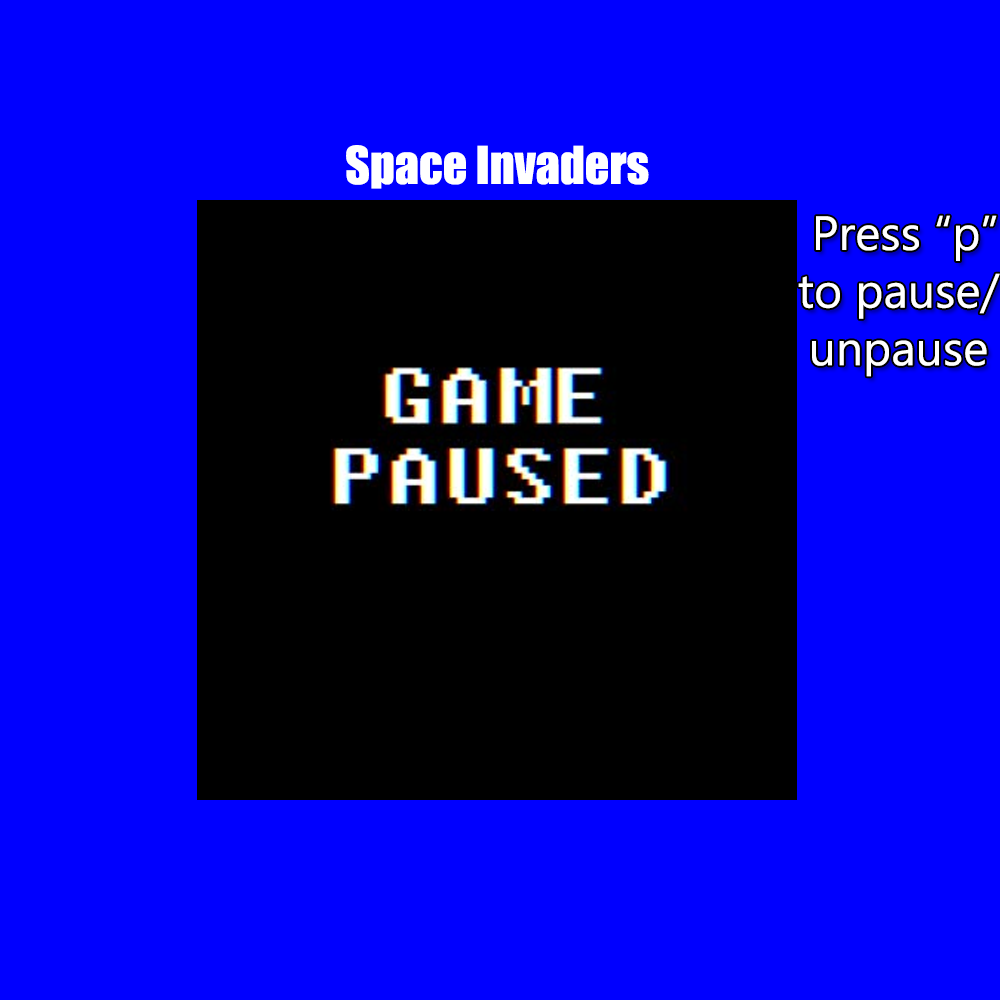 Space Invaders
Press “p”
to pause/
unpause
GAME
PAUSED